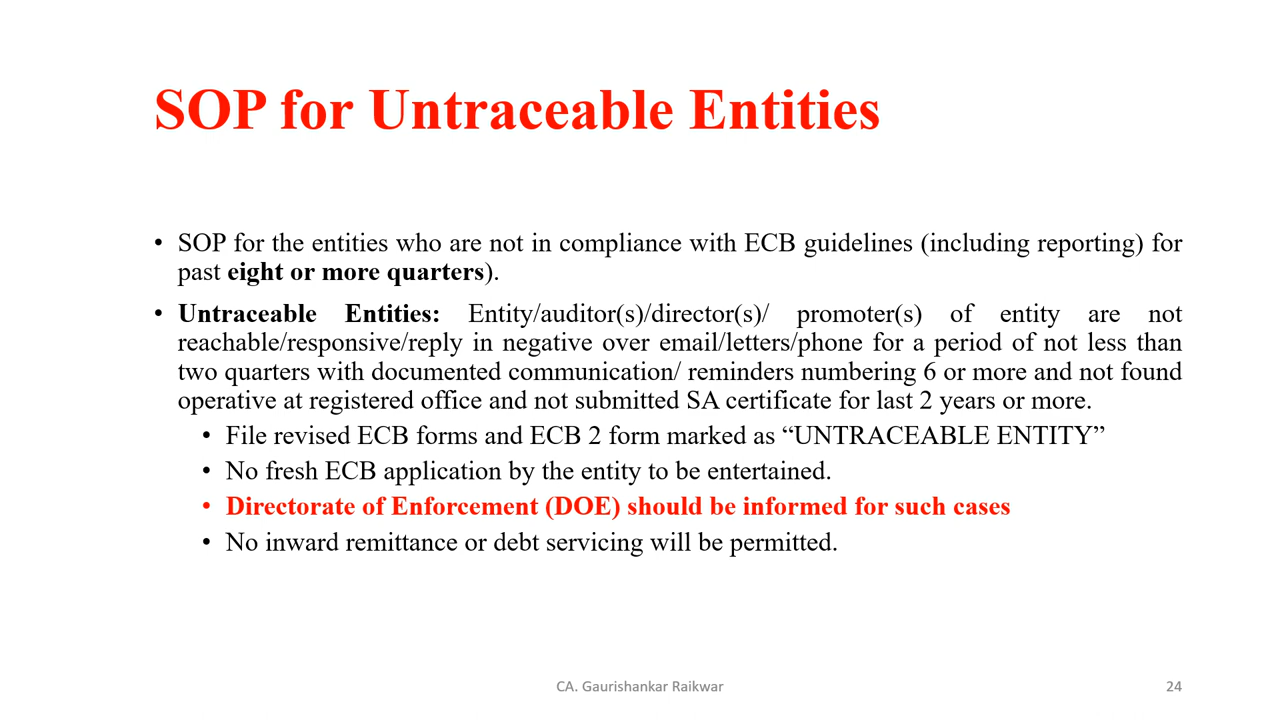 SOP for Untraceable Entities
• SOP for the entities who are not in compliance with ECB guidelines (including reporting) for
past eight or more quarters).
• Untraceable Entities: Entity/auditor(s)/director(s)/ promoter(s) of entity are not
reachable/responsive/reply in negative over email/letters/phone for a period of not less than
two quarters with documented communication/ reminders numbering 6 or more and not found
operative at registered office and not submitted SA certificate for last 2 years or more.
• File revised ECB forms and ECB 2 form marked as “UNTRACEABLE ENTITY”
• No fresh ECB application by the entity to be entertained.
• Directorate of Enforcement (DOE) should be informed for such cases
• No inward remittance or debt servicing will be permitted.
CA. Gaurishankar Raikwar
24